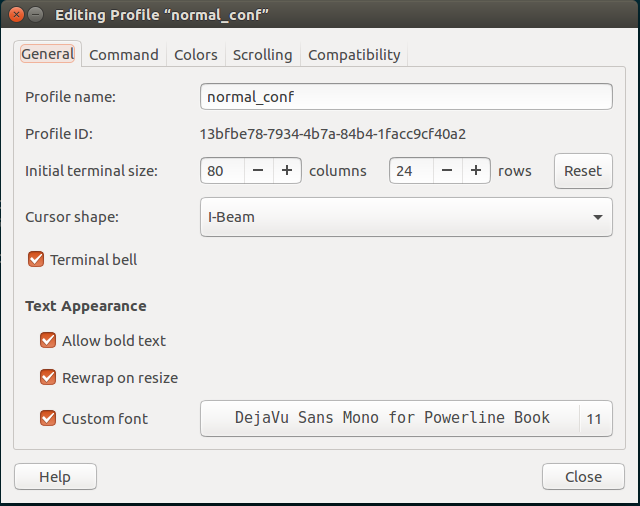 Editing Profile “normal_conf”
General Command Colors Scrolling Compatibility
Profile name: normal_conf
Profile ID: 13bfbe78-7934-4b7a-84b4-1facc9cf40a2
Initial terminal size: 80 − + columns 24 − + rows Reset
Cursor shape: I-Beam
Terminal bell
Text Appearance
Allow bold text
Rewrap on resize
Custom font DejaVu Sans Mono for Powerline Book 11
Help Close